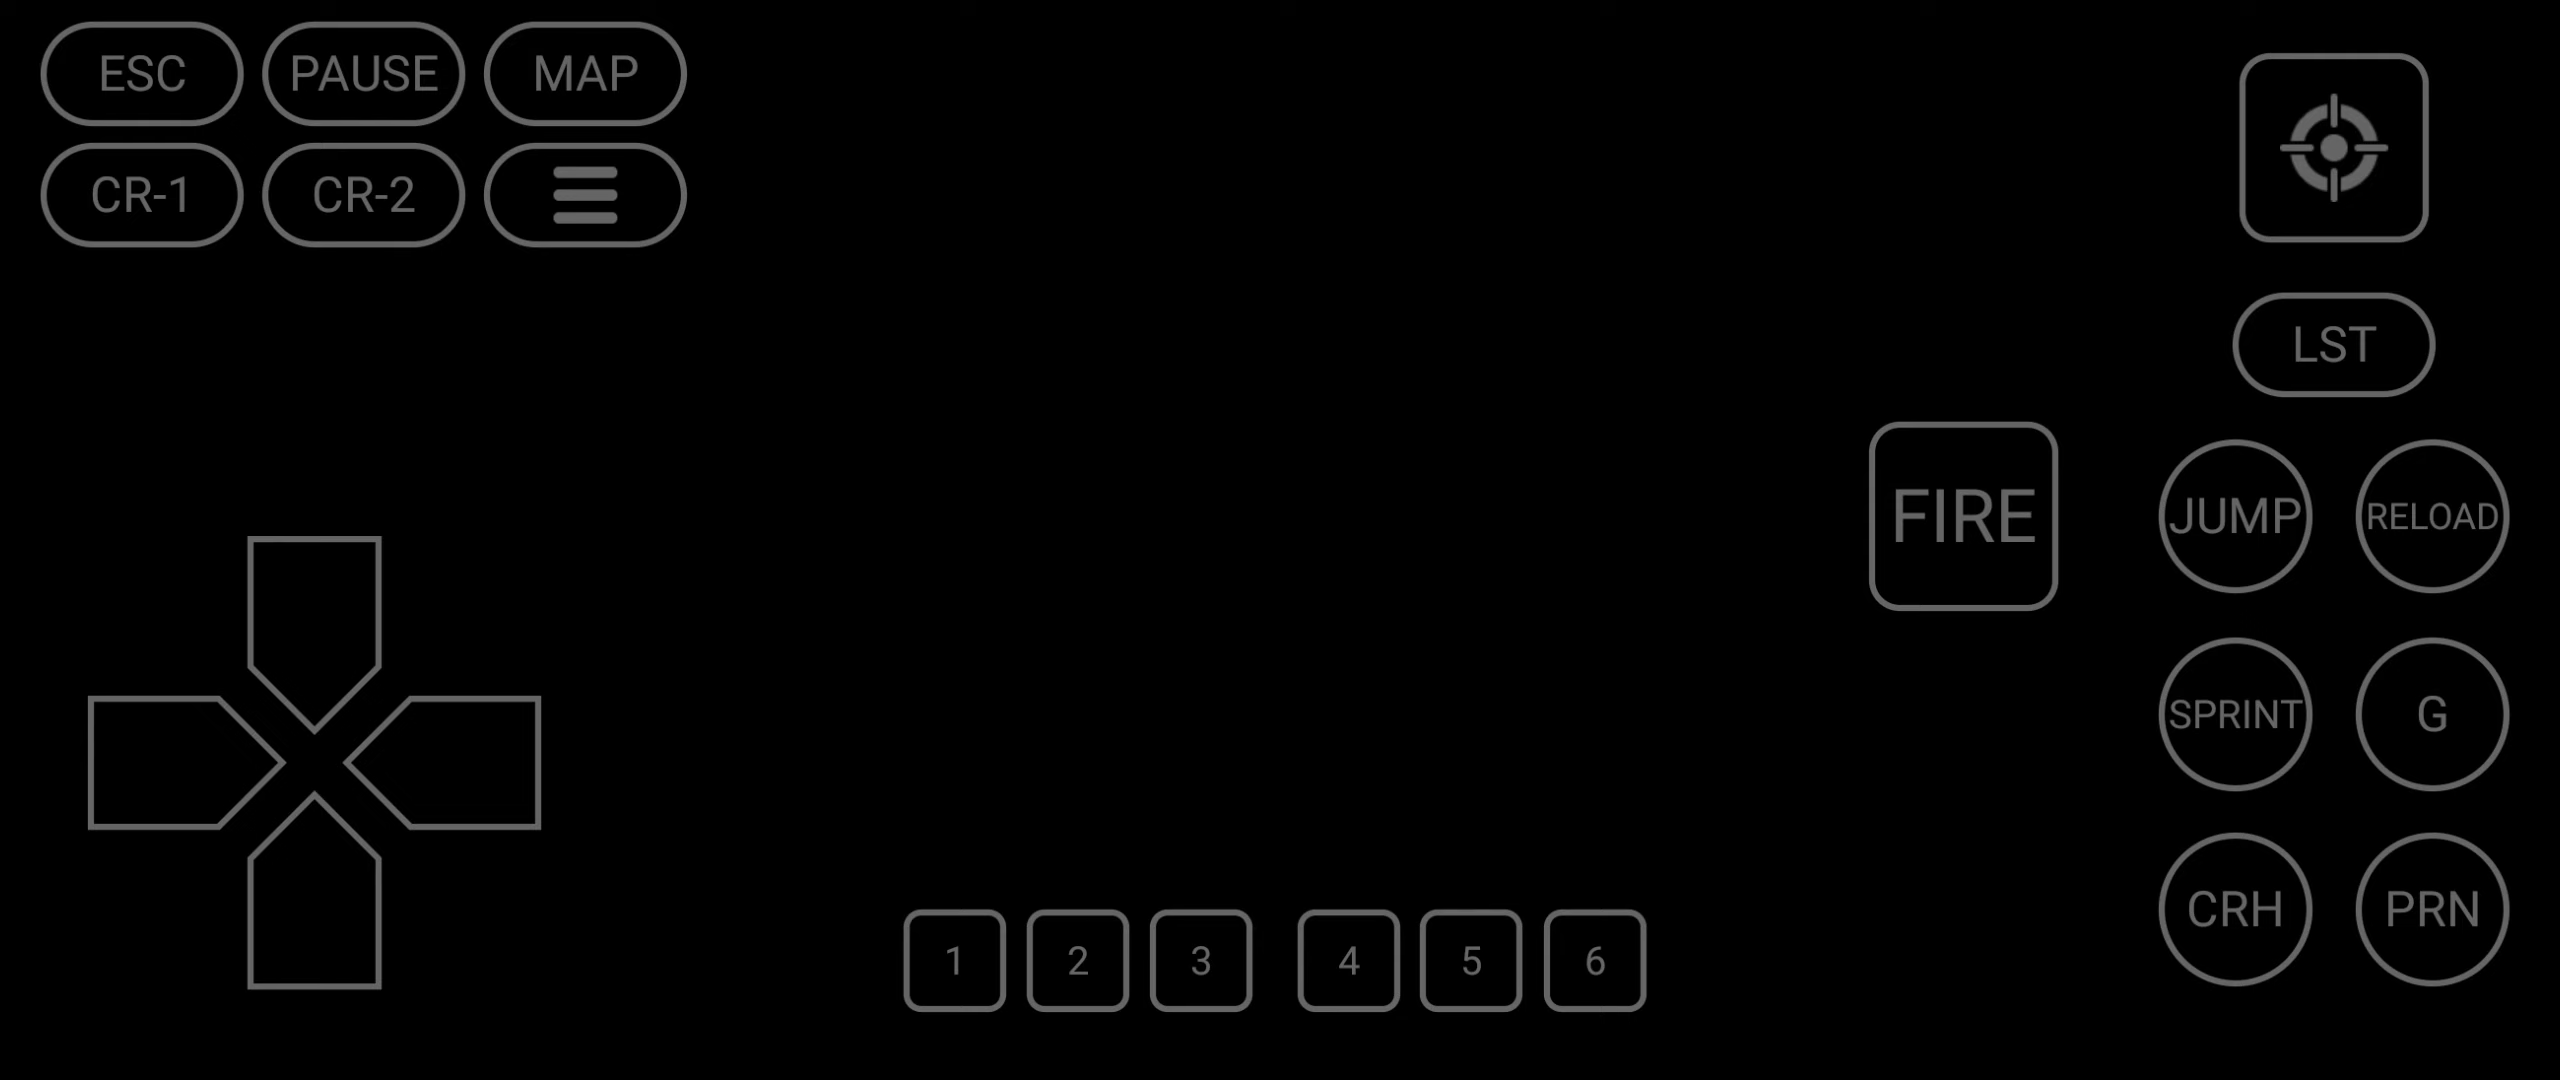 ESC PAUSE MAP
CR-1 CR-2
LST
FIRE JUMP RELOAD
SPRINT G
CRH PRN
1 2 3 4 5 6